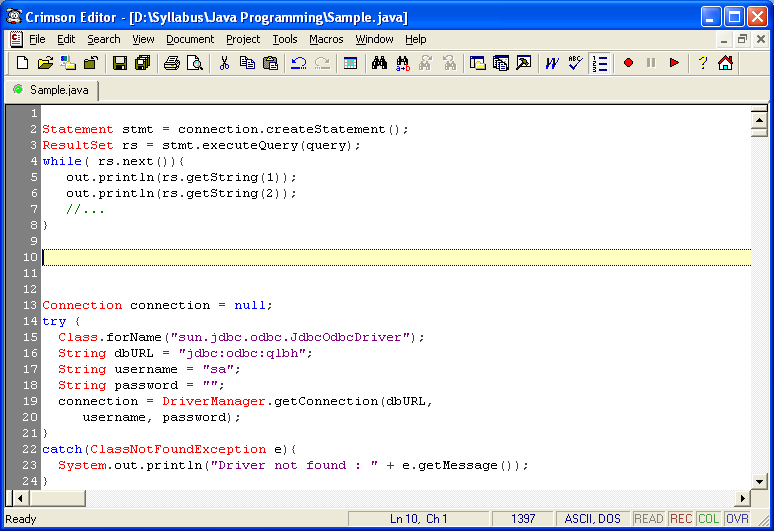 Crimson Editor - [D:\Syllabus\Java Programming\Sample.java]
File Edit Search View Document Project Tools Macros Window Help
Sample.java
1
2 Statement stmt = connection.createStatement();
3 ResultSet rs = stmt.executeQuery(query);
4 while( rs.next()){
5    out.println(rs.getString(1));
6    out.println(rs.getString(2));
7    //...
8 }
9
10
11
12
13 Connection connection = null;
14 try {
15   Class.forName("sun.jdbc.odbc.JdbcOdbcDriver");
16   String dbURL = "jdbc:odbc:qlbh";
17   String username = "sa";
18   String password = "";
19   connection = DriverManager.getConnection(dbURL,
20      username, password);
21 }
22 catch(ClassNotFoundException e){
23   System.out.println("Driver not found : " + e.getMessage());
24 }
Ready Ln 10, Ch 1 1397 ASCII, DOS READ REC COL OVR